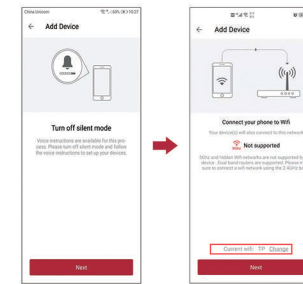 China Unicom
10:27
← Add Device
Turn off silent mode
Voice instructions are available for this pro-
cess. Please turn off silent mode and follow
the voice instructions to set up your devices.
Next
← Add Device
Connect your phone to Wifi
Your device(s) will also connect to this network
Not supported
5GHz and hidden Wifi networks are not supported by
device. Dual band routers are supported. Please m
sure to connect a wifi network using the 2.4GHz ba
Current wifi: TP Change
Next